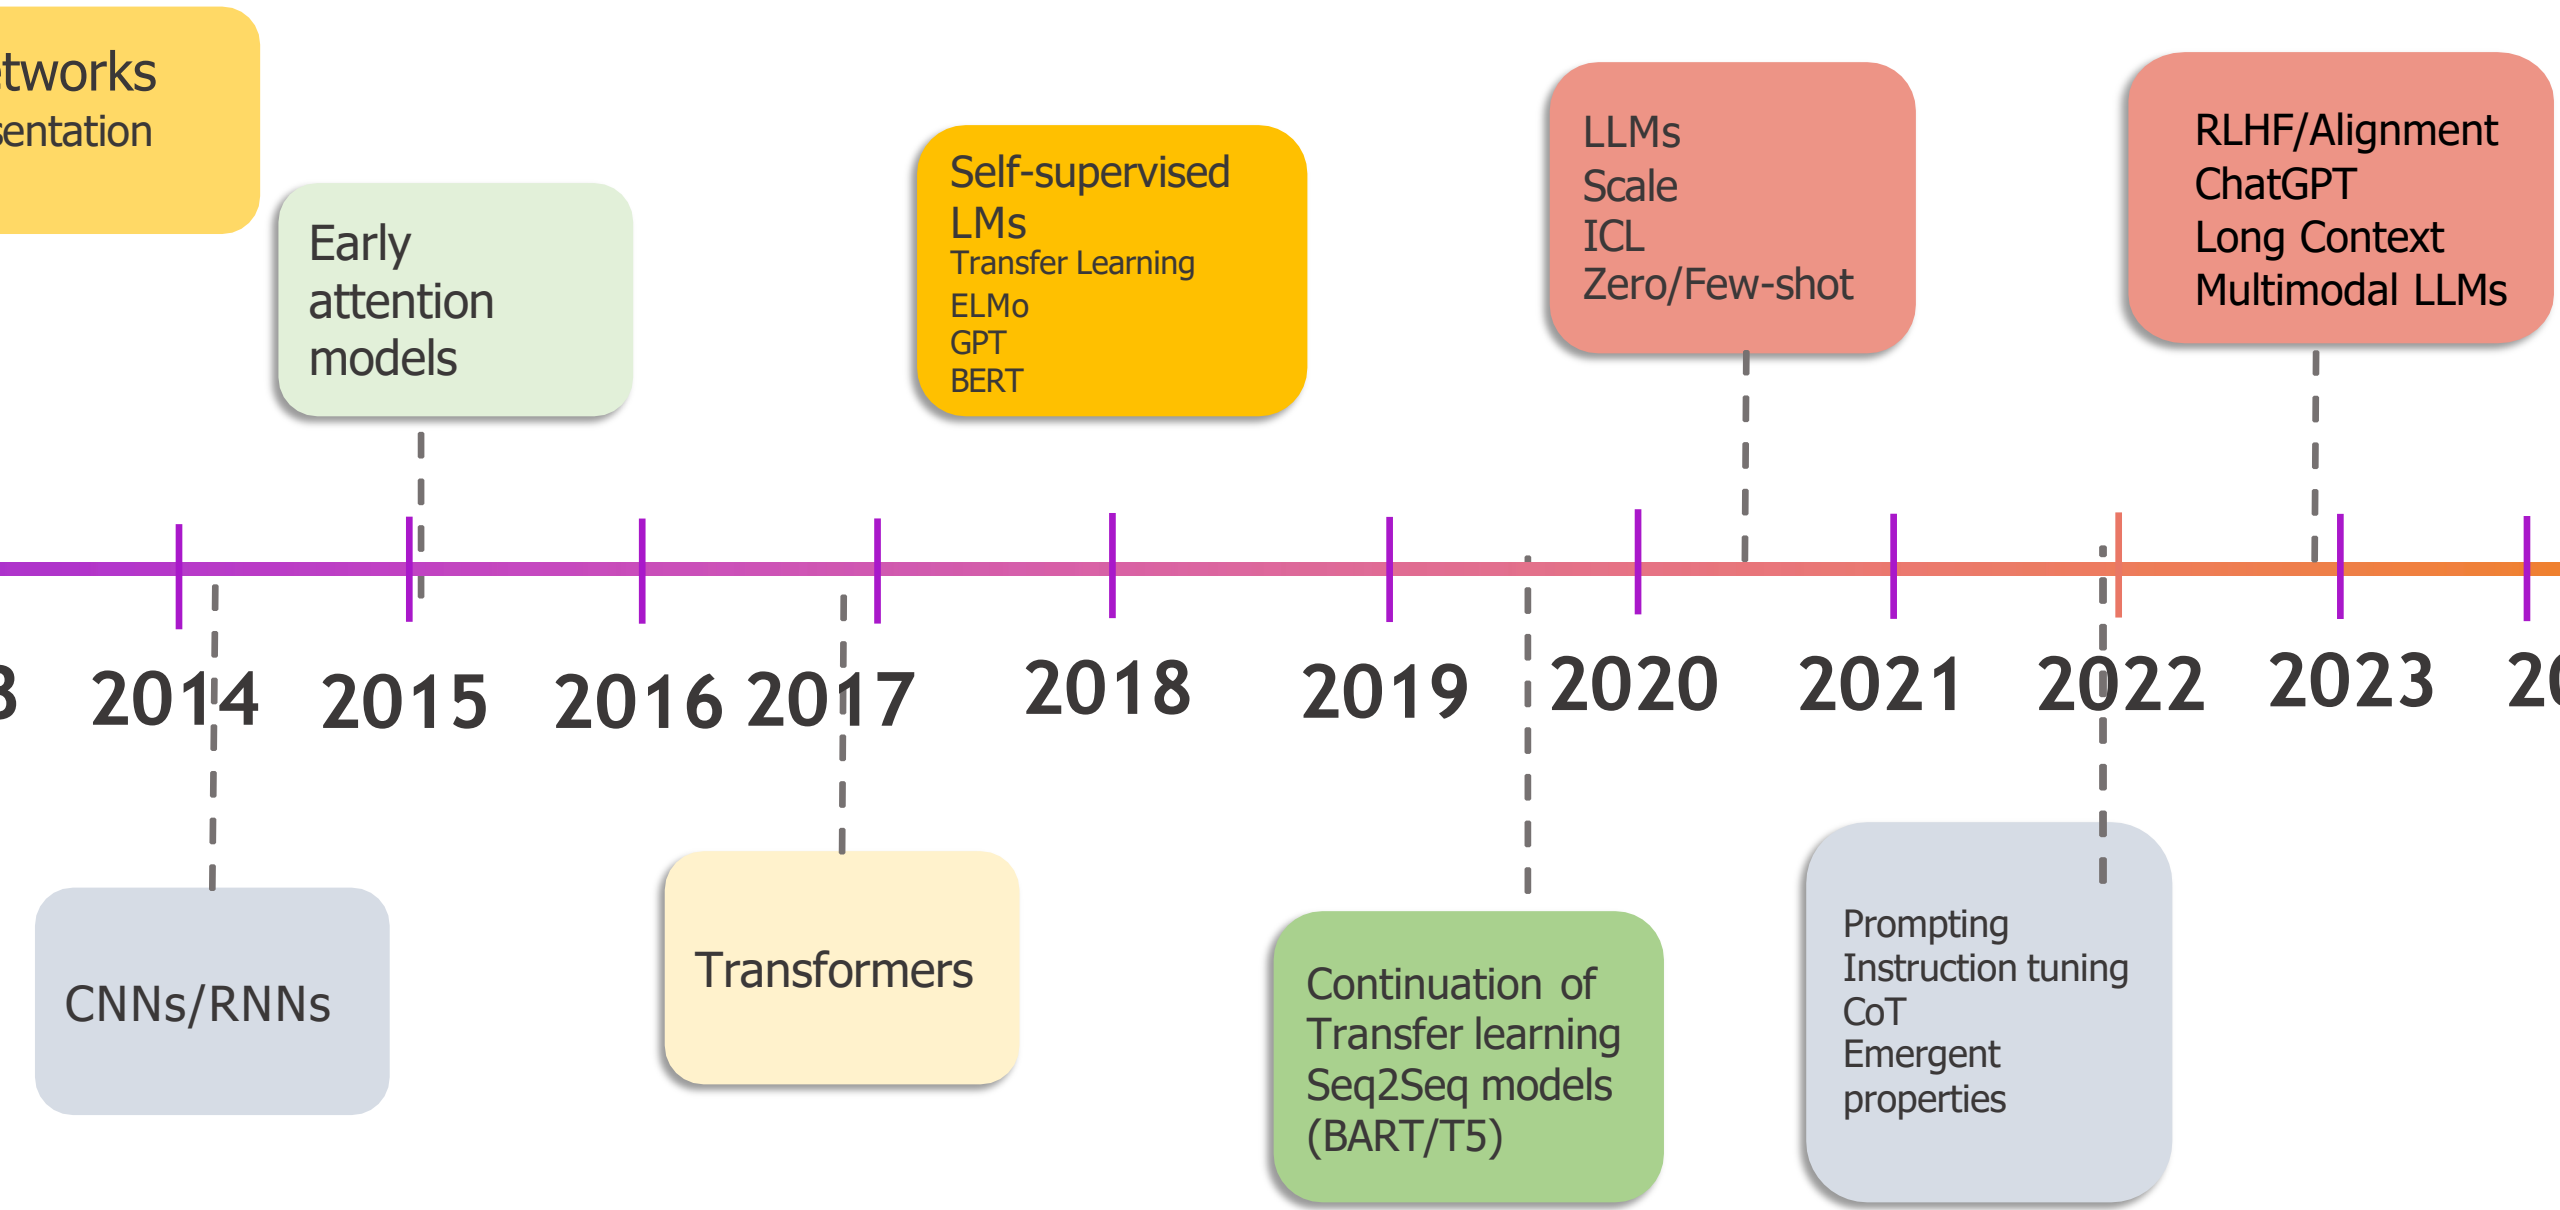 Early
attention
models
Self-supervised
LMs
Transfer Learning
ELMo
GPT
BERT
LLMs
Scale
ICL
Zero/Few-shot
RLHF/Alignment
ChatGPT
Long Context
Multimodal LLMs
2014 2015 2016 2017 2018 2019 2020 2021 2022 2023
CNNs/RNNs
Transformers
Continuation of
Transfer learning
Seq2Seq models
(BART/T5)
Prompting
Instruction tuning
CoT
Emergent
properties